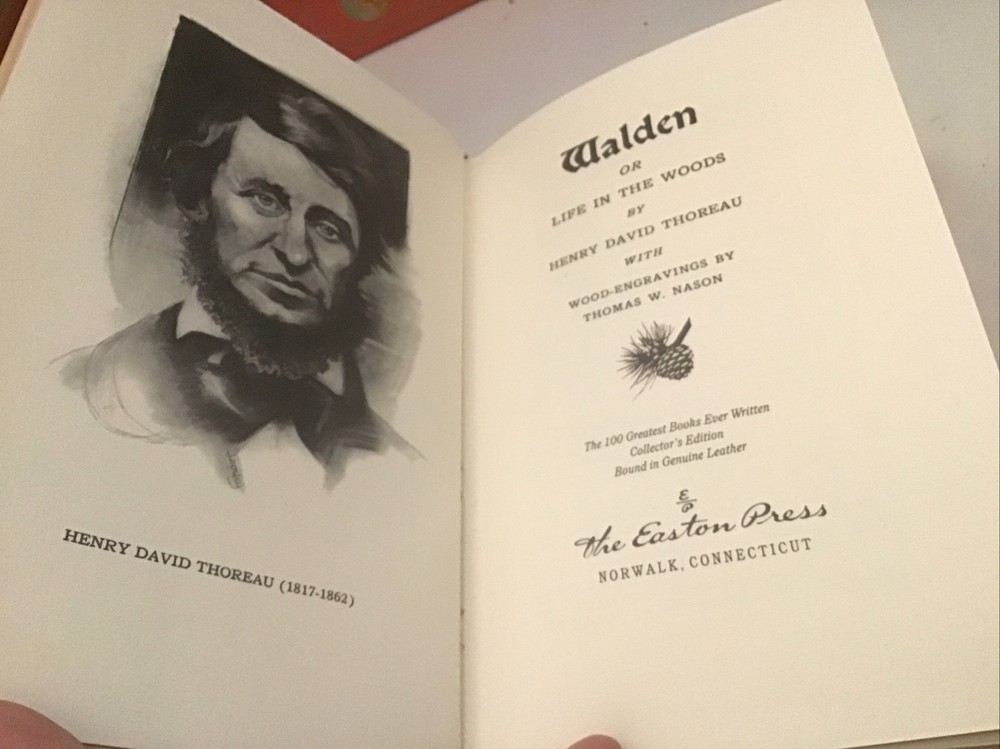 HENRY DAVID THOREAU (1817-1862)
Walden
OR
LIFE IN THE WOODS
BY
HENRY DAVID THOREAU
WITH
WOOD-ENGRAVINGS BY
THOMAS W. NASON
The 100 Greatest Books Ever Written
Collector's Edition
Bound in Genuine Leather
The Easton Press
NORWALK, CONNECTICUT